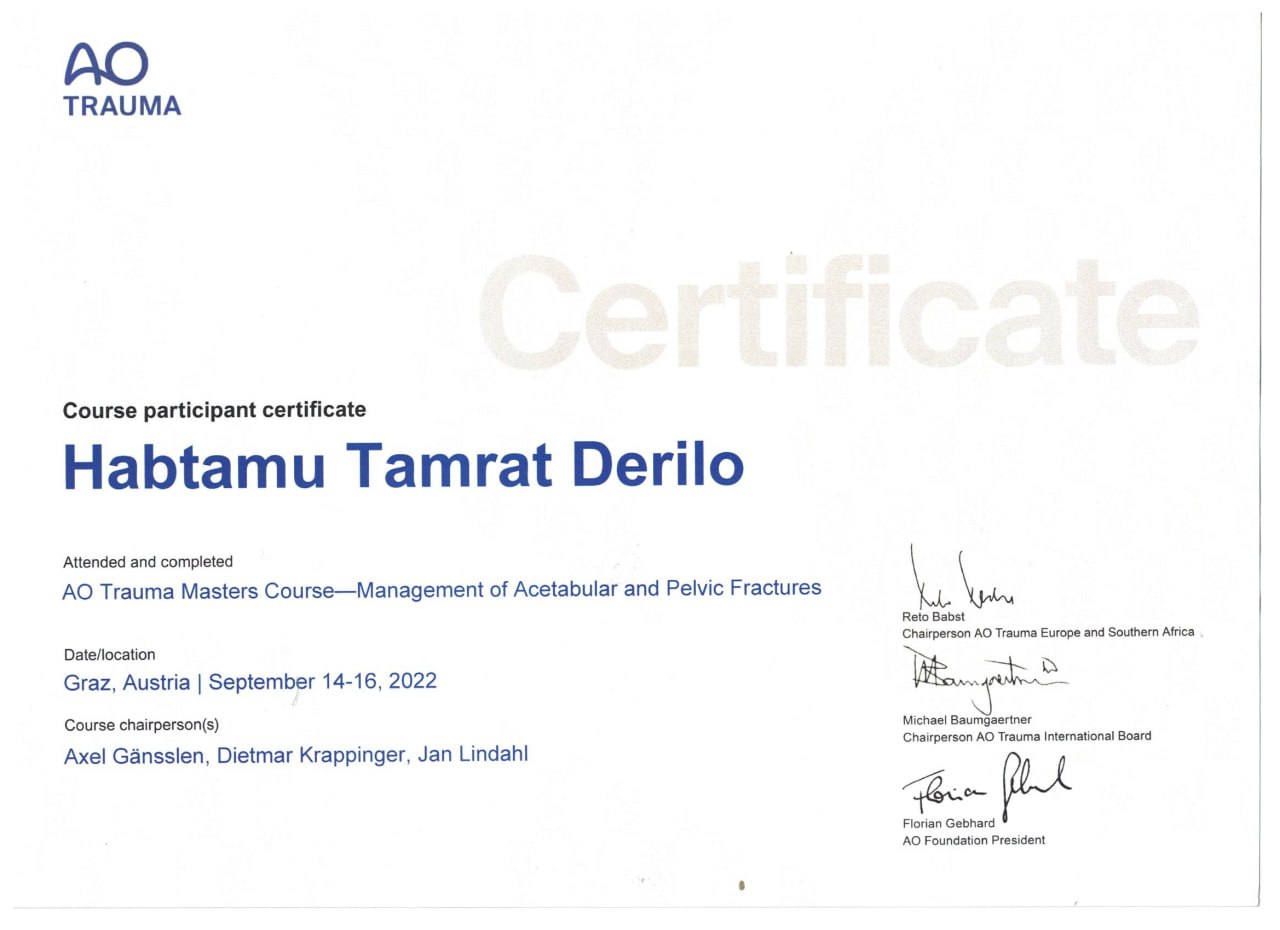 AO
TRAUMA
Certificate
Course participant certificate
Habtamu Tamrat Derilo
Attended and completed
AO Trauma Masters Course—Management of Acetabular and Pelvic Fractures
Date/location
Graz, Austria | September 14-16, 2022
Course chairperson(s)
Axel Gänsslen, Dietmar Krappinger, Jan Lindahl
Reto Babst
Chairperson AO Trauma Europe and Southern Africa
Michael Baumgaertner
Chairperson AO Trauma International Board
Florian Gebhard
AO Foundation President